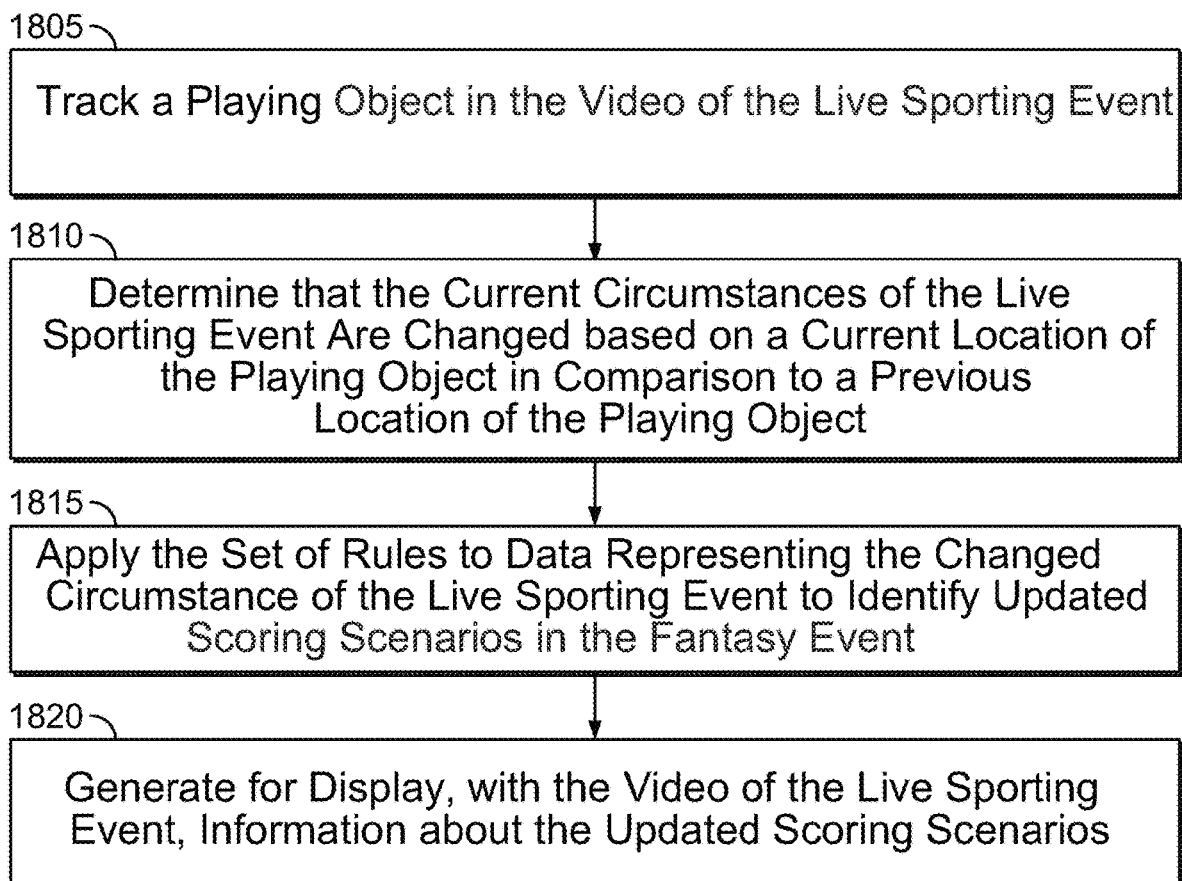 1805
Track a Playing Object in the Video of the Live Sporting Event
1810
Determine that the Current Circumstances of the Live
Sporting Event Are Changed based on a Current Location of
the Playing Object in Comparison to a Previous
Location of the Playing Object
1815
Apply the Set of Rules to Data Representing the Changed
Circumstance of the Live Sporting Event to Identify Updated
Scoring Scenarios in the Fantasy Event
1820
Generate for Display, with the Video of the Live Sporting
Event, Information about the Updated Scoring Scenarios